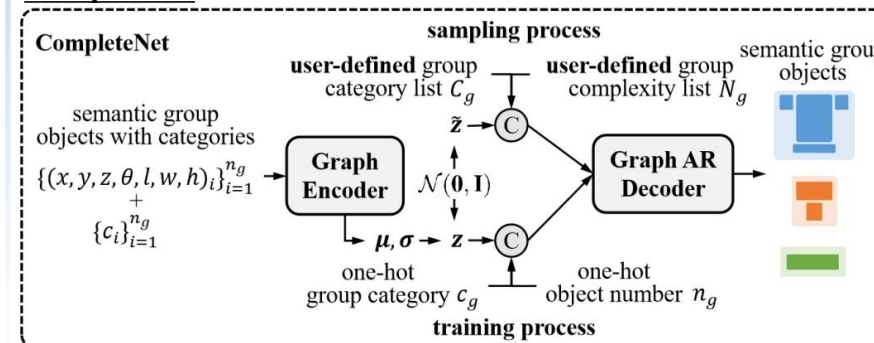 CompleteNet
sampling process
user-defined group
category list C_g
user-defined group
complexity list N_g
semantic grou
objects
semantic group
objects with categories
{(x, y, z, θ, l, w, h)_i}_{i=1}^{n_g}
+
{c_i}_{i=1}^{n_g}
Graph
Encoder
z̃
C
𝒩(0, I)
μ, σ
z
C
Graph AR
Decoder
one-hot
group category c_g
one-hot
object number n_g
training process